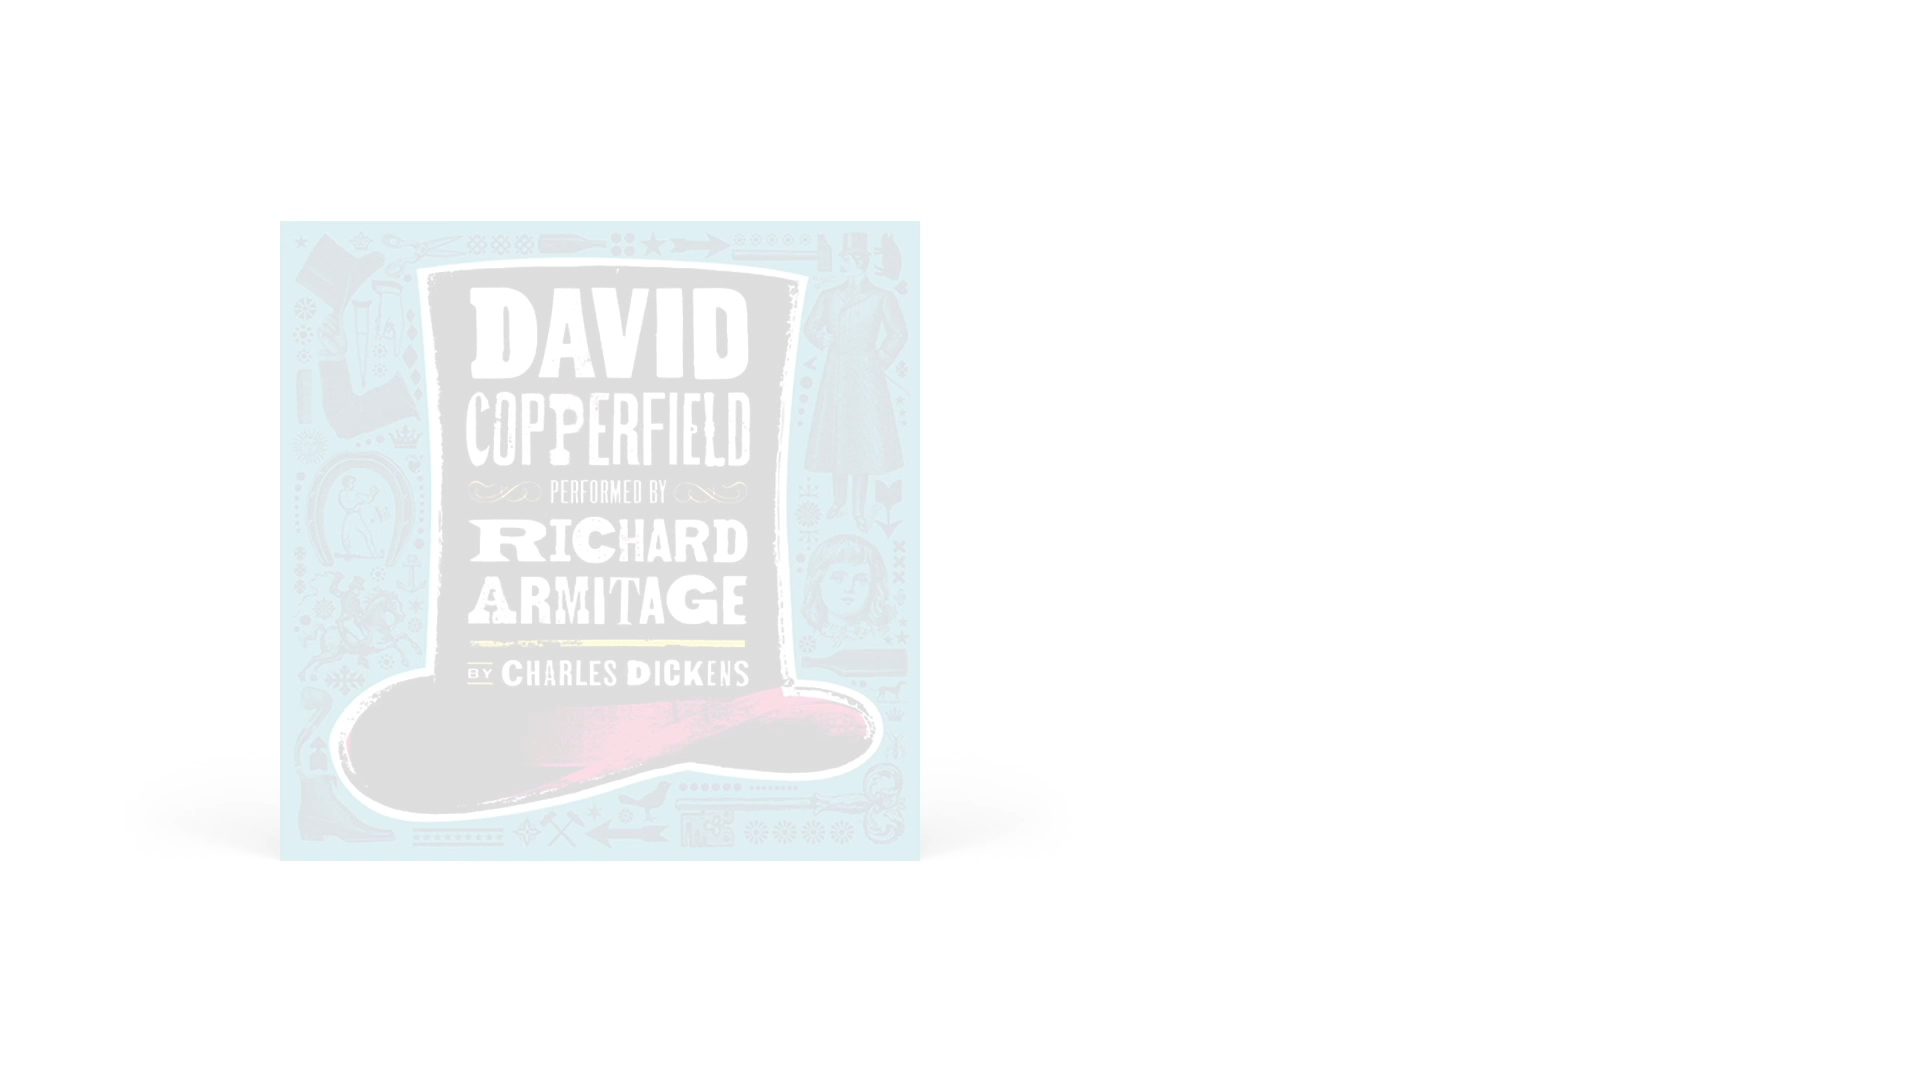 DAVID
COPPERFIELD
PERFORMED BY
RICHARD
ARMITAGE
BY CHARLES DICKENS